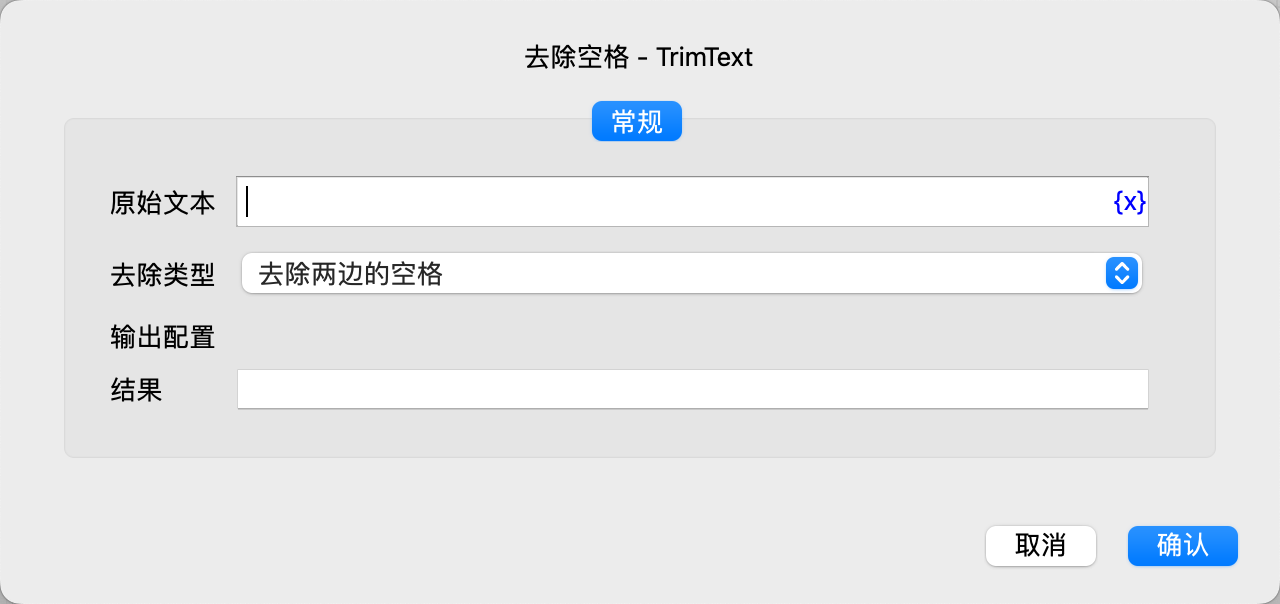 去除空格 - TrimText
常规
原始文本 {x}
去除类型 去除两边的空格
输出配置
结果
取消 确认